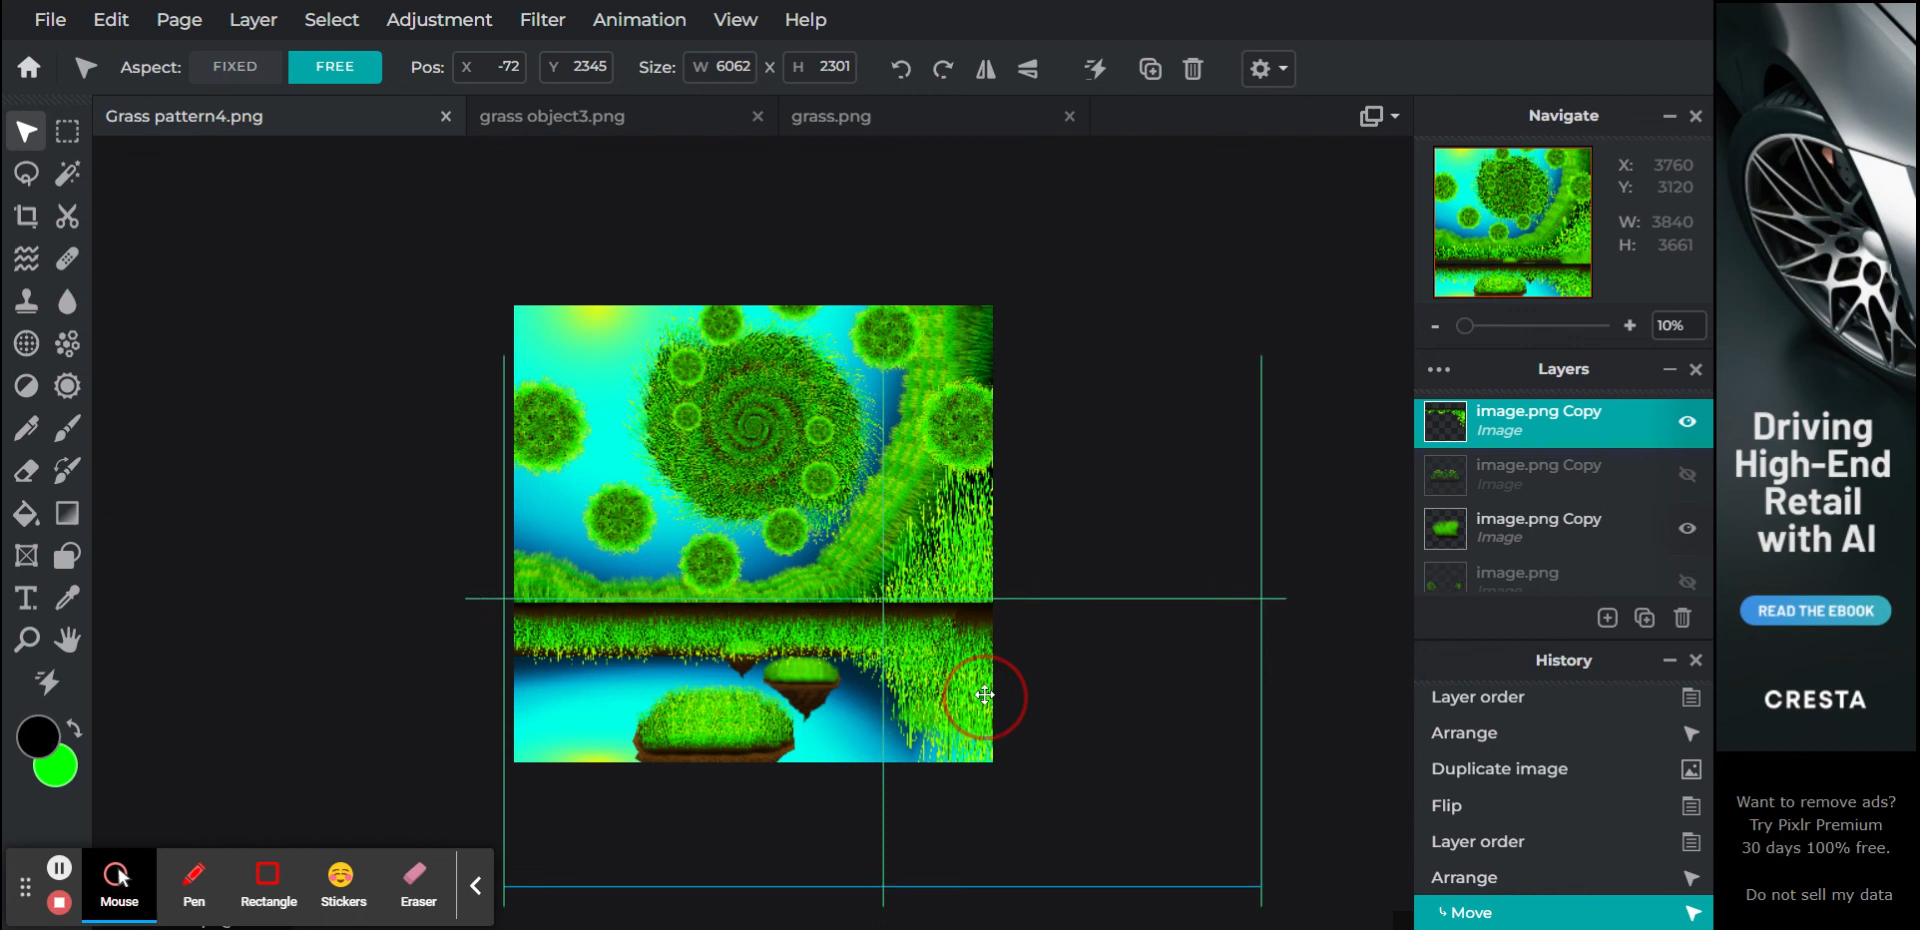 File Edit Page Layer Select Adjustment Filter Animation View Help
Aspect: FIXED FREE Pos: X -72 Y 2345 Size: W 6062 X H 2301
Grass pattern4.png
grass object3.png
grass.png
Navigate
X: 3760
Y: 3120
W: 3840
H: 3661
10%
Layers
image.png Copy
Image
image.png Copy
Image
image.png Copy
Image
image.png
History
Layer order
Arrange
Duplicate image
Flip
Layer order
Arrange
Move
Mouse
Pen
Rectangle
Stickers
Eraser
Driving
High-End
Retail
with AI
READ THE EBOOK
CRESTA
Want to remove ads?
Try Pixlr Premium
30 days 100% free.
Do not sell my data